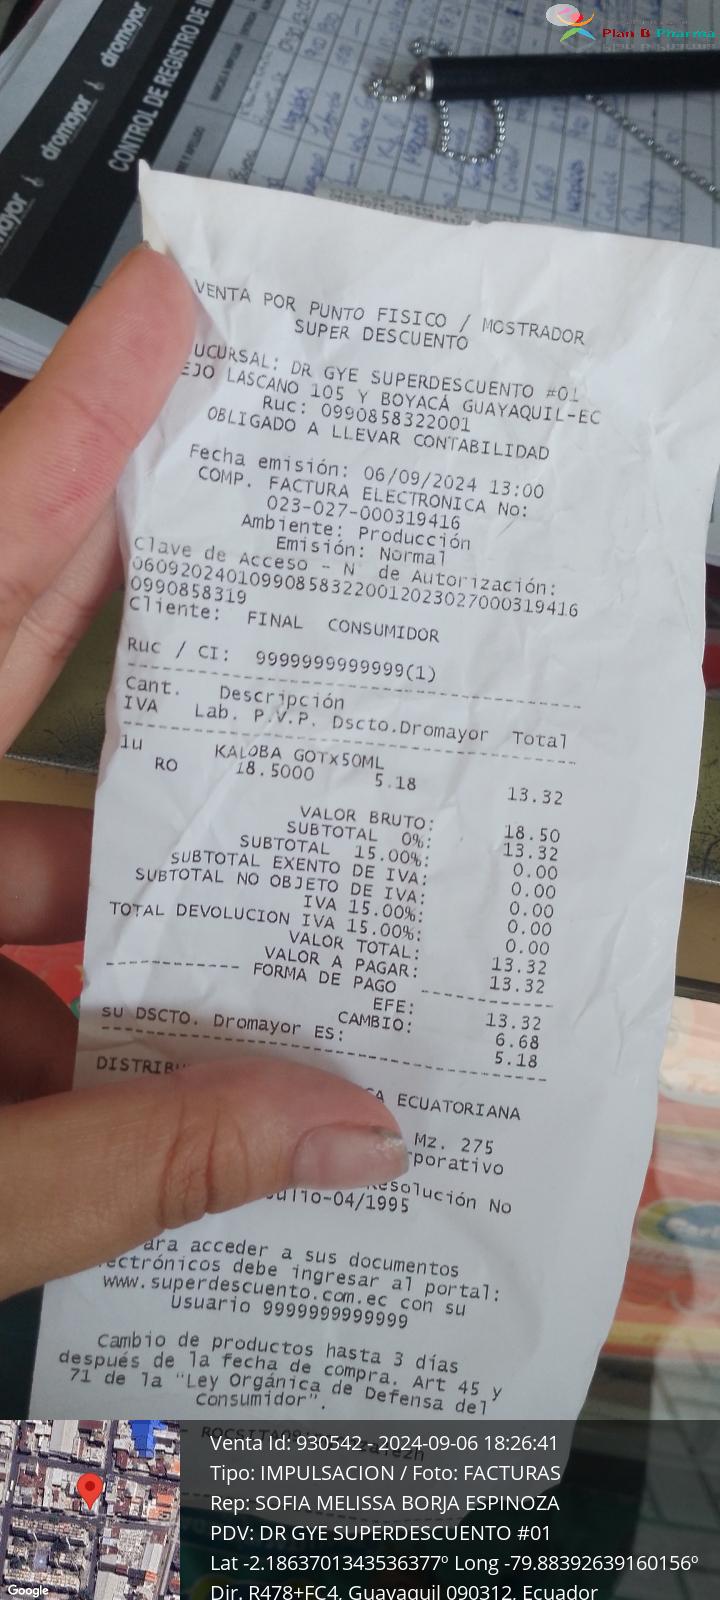 Plan B Pharma
dromayor
dromayor
CONTROL DE REGISTRO DE
VENTA POR PUNTO FISICO / MOSTRADOR
SUPER DESCUENTO
UCURSAL: DR GYE SUPERDESCUENTO #01
EJO LASCANO 105 Y BOYACÁ GUAYAQUIL-EC
Ruc: 0990858322001
OBLIGADO A LLEVAR CONTABILIDAD
Fecha emisión: 06/09/2024 13:00
COMP. FACTURA ELECTRONICA No:
023-027-000319416
Ambiente: Producción
Emisión: Normal
Clave de Acceso - N° de Autorización:
060920240109908583220012023027000319416
0990858319
Cliente: FINAL CONSUMIDOR
Ruc / CI: 9999999999999(1)
Cant. Descripción
IVA Lab. P.V.P. Dscto.Dromayor Total
1u KALOBA GOTx50ML
RO 18.5000 5.18 13.32
VALOR BRUTO: 18.50
SUBTOTAL 0%: 13.32
SUBTOTAL 15.00%: 0.00
SUBTOTAL EXENTO DE IVA: 0.00
SUBTOTAL NO OBJETO DE IVA: 0.00
IVA 15.00%: 0.00
TOTAL DEVOLUCION IVA 15.00%: 0.00
VALOR TOTAL: 13.32
VALOR A PAGAR: 13.32
----------- FORMA DE PAGO -----------
EFE: 13.32
CAMBIO: 6.68
su DSCTO. Dromayor ES: 5.18
DISTRIBU
CA ECUATORIANA
Mz. 275
porativo
esolución No
Julio-04/1995
ara acceder a sus documentos
ectrónicos debe ingresar al portal:
www.superdescuento.com.ec con su
Usuario 9999999999999
Cambio de productos hasta 3 días
después de la fecha de compra. Art 45 y
71 de la "Ley Orgánica de Defensa del
Consumidor".
Venta Id: 930542 - 2024-09-06 18:26:41
Tipo: IMPULSACION / Foto: FACTURAS
Rep: SOFIA MELISSA BORJA ESPINOZA
PDV: DR GYE SUPERDESCUENTO #01
Lat -2.1863701343536377º Long -79.88392639160156º
Dir. R478+FC4, Guayaquil 090312, Ecuador
Google